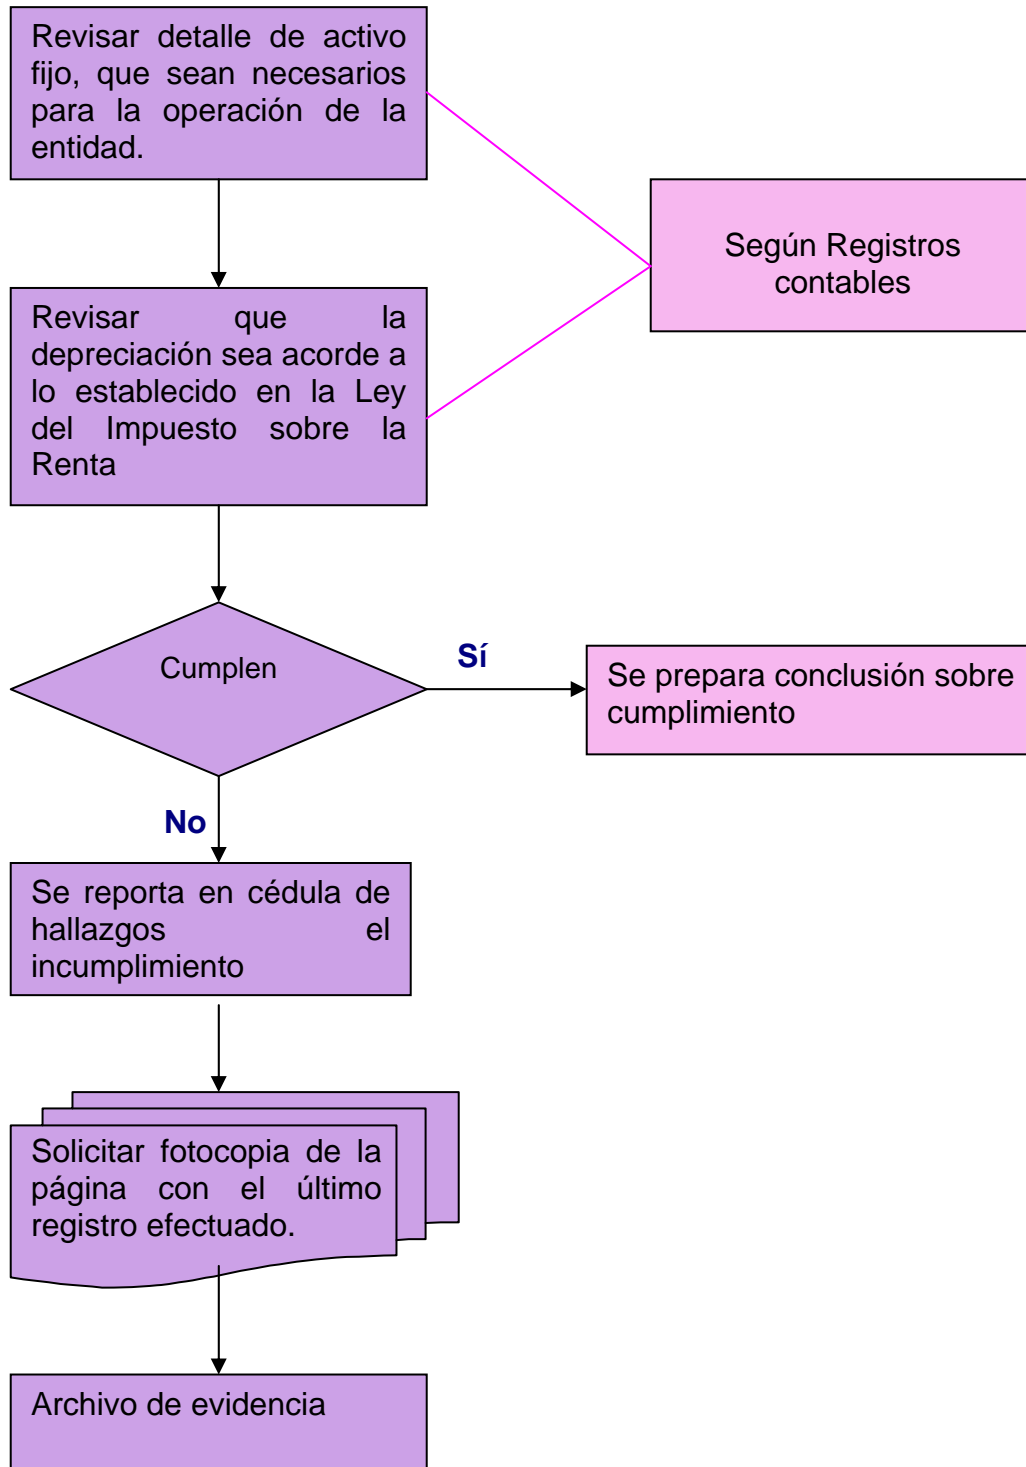 Revisar detalle de activo
fijo, que sean necesarios
para la operación de la
entidad.
Según Registros
contables
Revisar que la
depreciación sea acorde a
lo establecido en la Ley
del Impuesto sobre la
Renta
Cumplen
Sí
Se prepara conclusión sobre
cumplimiento
No
Se reporta en cédula de
hallazgos el
incumplimiento
Solicitar fotocopia de la
página con el último
registro efectuado.
Archivo de evidencia